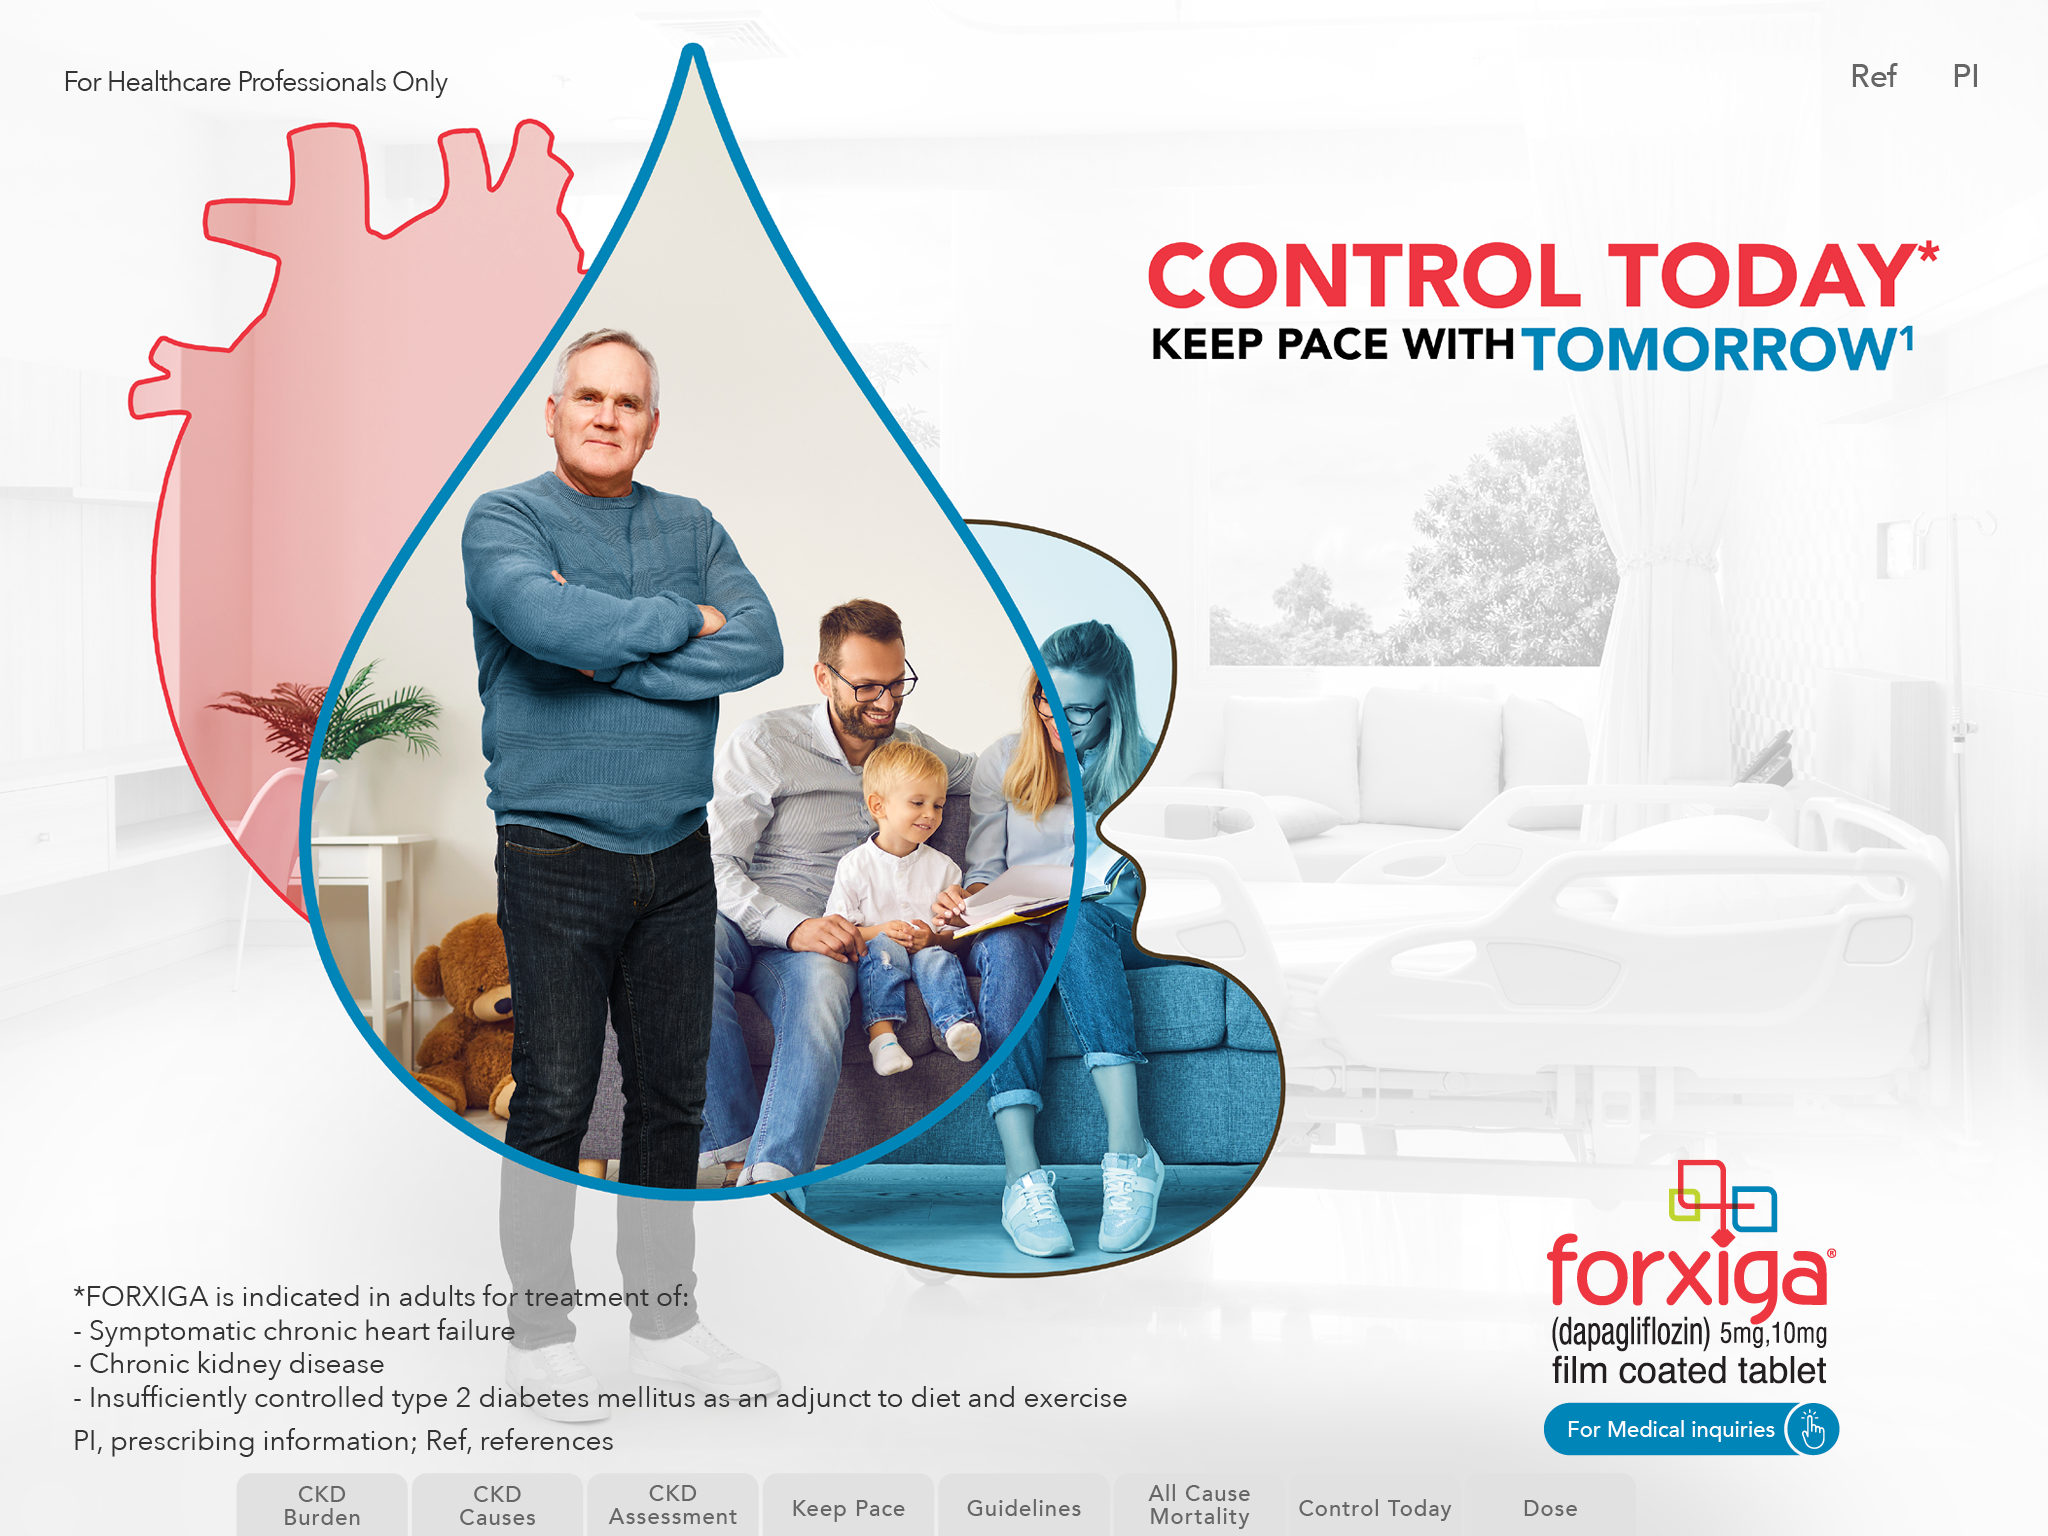 For Healthcare Professionals Only
Ref
PI
CONTROL TODAY*
KEEP PACE WITH TOMORROW¹
*FORXIGA is indicated in adults for treatment of:
- Symptomatic chronic heart failure
- Chronic kidney disease
- Insufficiently controlled type 2 diabetes mellitus as an adjunct to diet and exercise
PI, prescribing information; Ref, references
forxiga®
(dapagliflozin) 5mg,10mg
film coated tablet
For Medical inquiries
CKD
Burden
CKD
Causes
CKD
Assessment
Keep Pace
Guidelines
All Cause
Mortality
Control Today
Dose